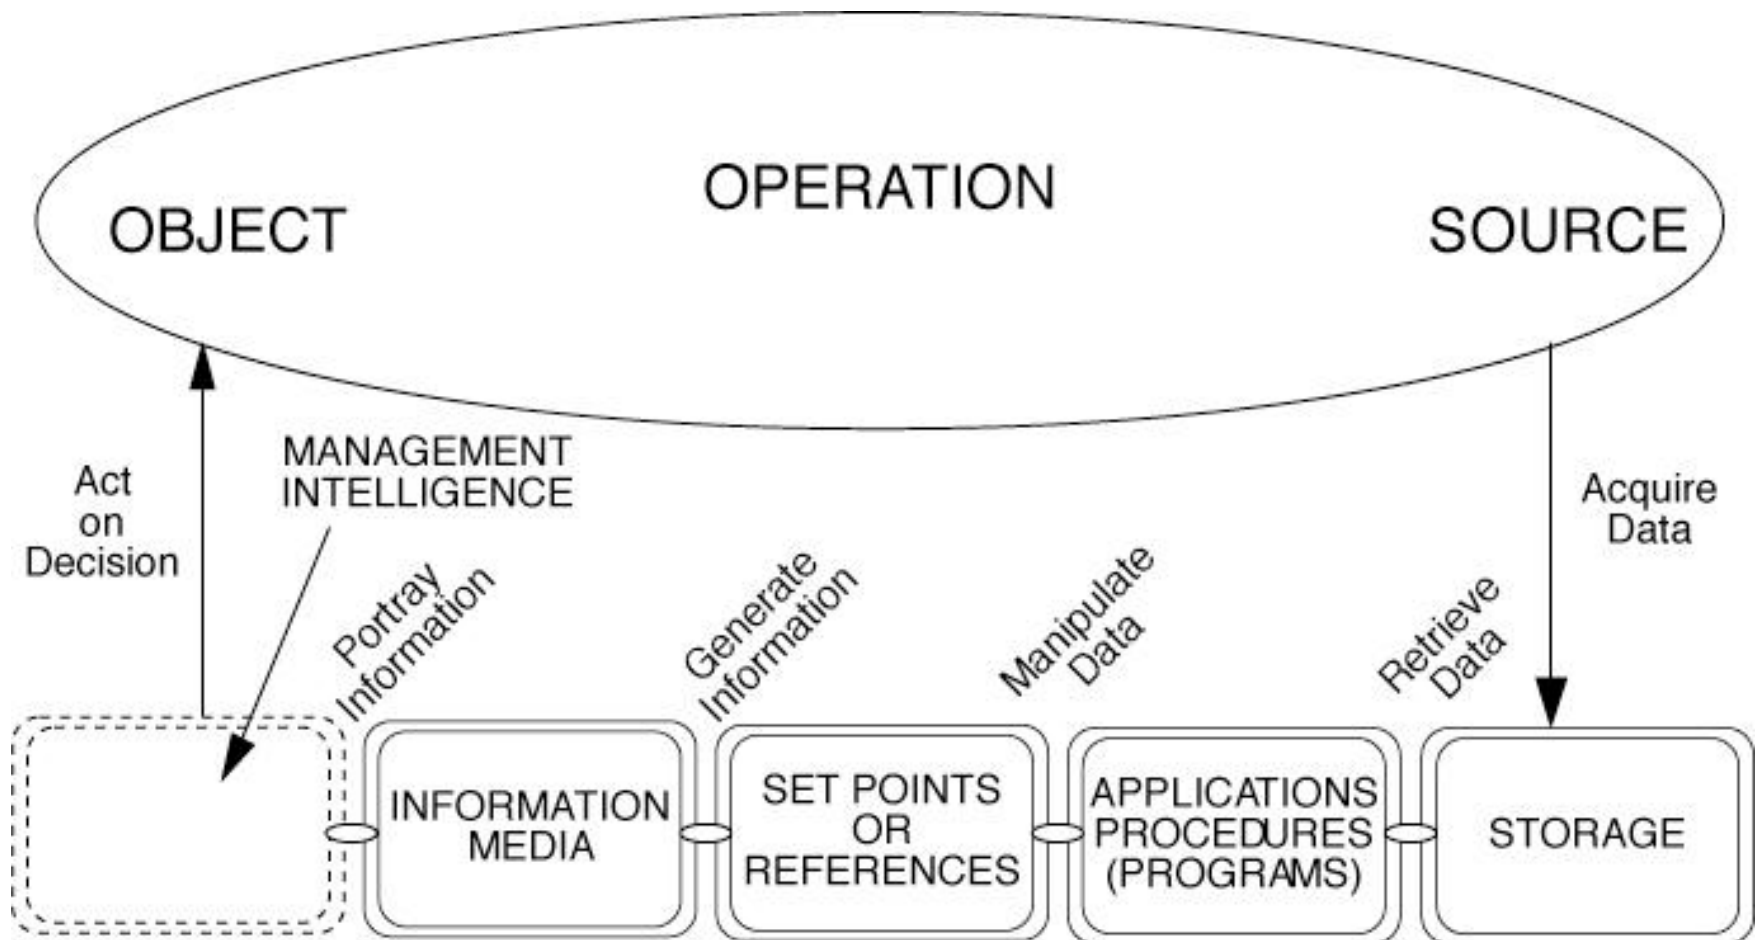 OPERATION
OBJECT
SOURCE
MANAGEMENT
INTELLIGENCE
Act
on
Decision
Acquire
Data
Portray
Information
Generate
Information
Manipulate
Data
Retrieve
Data
INFORMATION
MEDIA
SET POINTS
OR
REFERENCES
APPLICATIONS
PROCEDURES
(PROGRAMS)
STORAGE